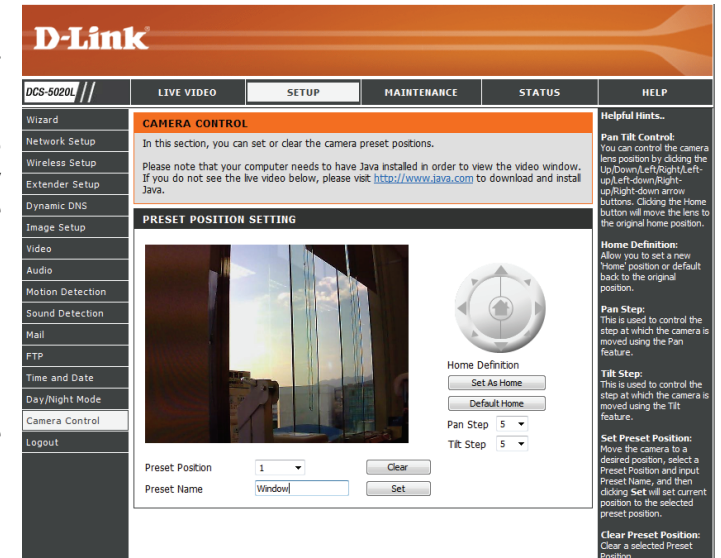 D-Link
DCS-5020L
LIVE VIDEO
SETUP
MAINTENANCE
STATUS
HELP
Wizard
Network Setup
Wireless Setup
Extender Setup
Dynamic DNS
Image Setup
Video
Audio
Motion Detection
Sound Detection
Mail
FTP
Time and Date
Day/Night Mode
Camera Control
Logout
CAMERA CONTROL
In this section, you can set or clear the camera preset positions.
Please note that your computer needs to have Java installed in order to view the video window.
If you do not see the live video below, please visit http://www.java.com to download and install
Java.
PRESET POSITION SETTING
Home Definition
Set As Home
Default Home
Pan Step 5
Tilt Step 5
Preset Position 1 Clear
Preset Name Window Set
Helpful Hints..
Pan Tilt Control:
You can control the camera
lens position by clicking the
Up/Down/Left/Right/Left-
up/Left-down/Right-
up/Right-down arrow
buttons. Clicking the Home
button will move the lens to
the original home position.
Home Definition:
Allow you to set a new
'Home' position or default
back to the original
position.
Pan Step:
This is used to control the
step at which the camera is
moved using the Pan
feature.
Tilt Step:
This is used to control the
step at which the camera is
moved using the Tilt
feature.
Set Preset Position:
Move the camera to a
desired position, select a
Preset Position and input
Preset Name, and then
clicking Set will set current
position to the selected
preset position.
Clear Preset Position:
Clear a selected Preset
Position